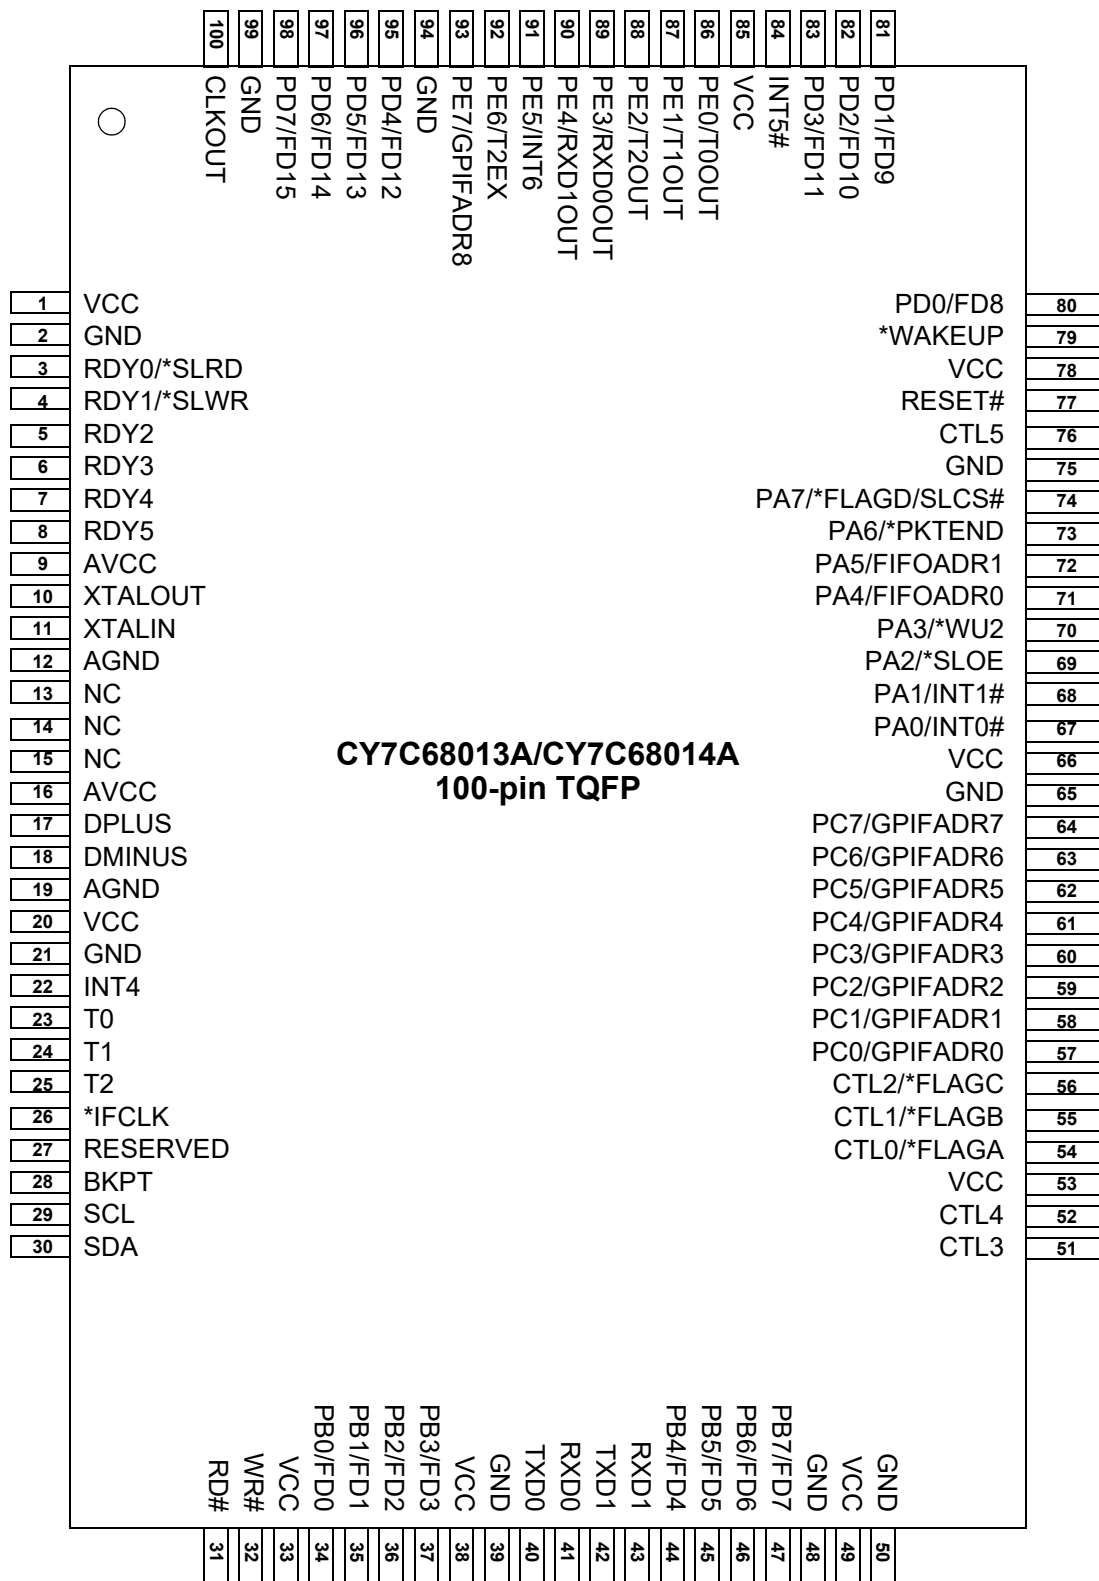 100 99 98 97 96 95 94 93 92 91 90 89 88 87 86 85 84 83 82 81
CLKOUT
GND
PD7/FD15
PD6/FD14
PD5/FD13
PD4/FD12
GND
PE7/GPIFADR8
PE6/T2EX
PE5/INT6
PE4/RXD1OUT
PE3/RXD0OUT
PE2/T2OUT
PE1/T1OUT
PE0/T0OUT
VCC
INT5#
PD3/FD11
PD2/FD10
PD1/FD9
1 VCC
2 GND
3 RDY0/*SLRD
4 RDY1/*SLWR
5 RDY2
6 RDY3
7 RDY4
8 RDY5
9 AVCC
10 XTALOUT
11 XTALIN
12 AGND
13 NC
14 NC
15 NC
16 AVCC
17 DPLUS
18 DMINUS
19 AGND
20 VCC
21 GND
22 INT4
23 T0
24 T1
25 T2
26 *IFCLK
27 RESERVED
28 BKPT
29 SCL
30 SDA
CY7C68013A/CY7C68014A
100-pin TQFP
PD0/FD8 80
*WAKEUP 79
VCC 78
RESET# 77
CTL5 76
GND 75
PA7/*FLAGD/SLCS# 74
PA6/*PKTEND 73
PA5/FIFOADR1 72
PA4/FIFOADR0 71
PA3/*WU2 70
PA2/*SLOE 69
PA1/INT1# 68
PA0/INT0# 67
VCC 66
GND 65
PC7/GPIFADR7 64
PC6/GPIFADR6 63
PC5/GPIFADR5 62
PC4/GPIFADR4 61
PC3/GPIFADR3 60
PC2/GPIFADR2 59
PC1/GPIFADR1 58
PC0/GPIFADR0 57
CTL2/*FLAGC 56
CTL1/*FLAGB 55
CTL0/*FLAGA 54
VCC 53
CTL4 52
CTL3 51
RD#
WR#
VCC
PB0/FD0
PB1/FD1
PB2/FD2
PB3/FD3
VCC
GND
TXD0
RXD0
TXD1
RXD1
PB4/FD4
PB5/FD5
PB6/FD6
PB7/FD7
GND
VCC
GND
31 32 33 34 35 36 37 38 39 40 41 42 43 44 45 46 47 48 49 50